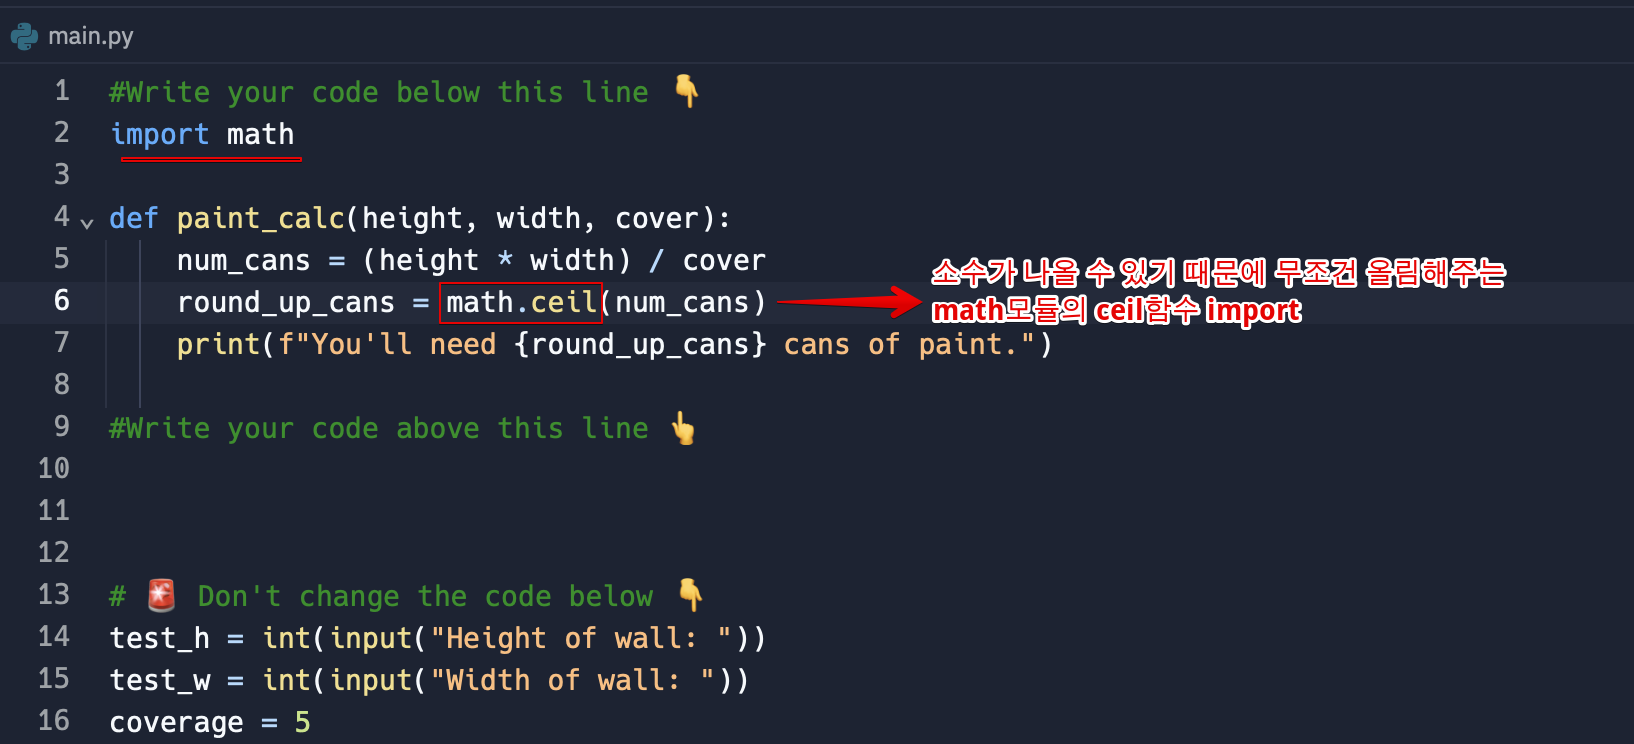 main.py
1 #Write your code below this line 👇
2 import math
3
4 def paint_calc(height, width, cover):
5     num_cans = (height * width) / cover
소수가 나올 수 있기 때문에 무조건 올림해주는
6     round_up_cans = math.ceil(num_cans)
math모듈의 ceil함수 import
7     print(f"You'll need {round_up_cans} cans of paint.")
8
9 #Write your code above this line 👆
10
11
12
13 # 🚨 Don't change the code below 👇
14 test_h = int(input("Height of wall: "))
15 test_w = int(input("Width of wall: "))
16 coverage = 5